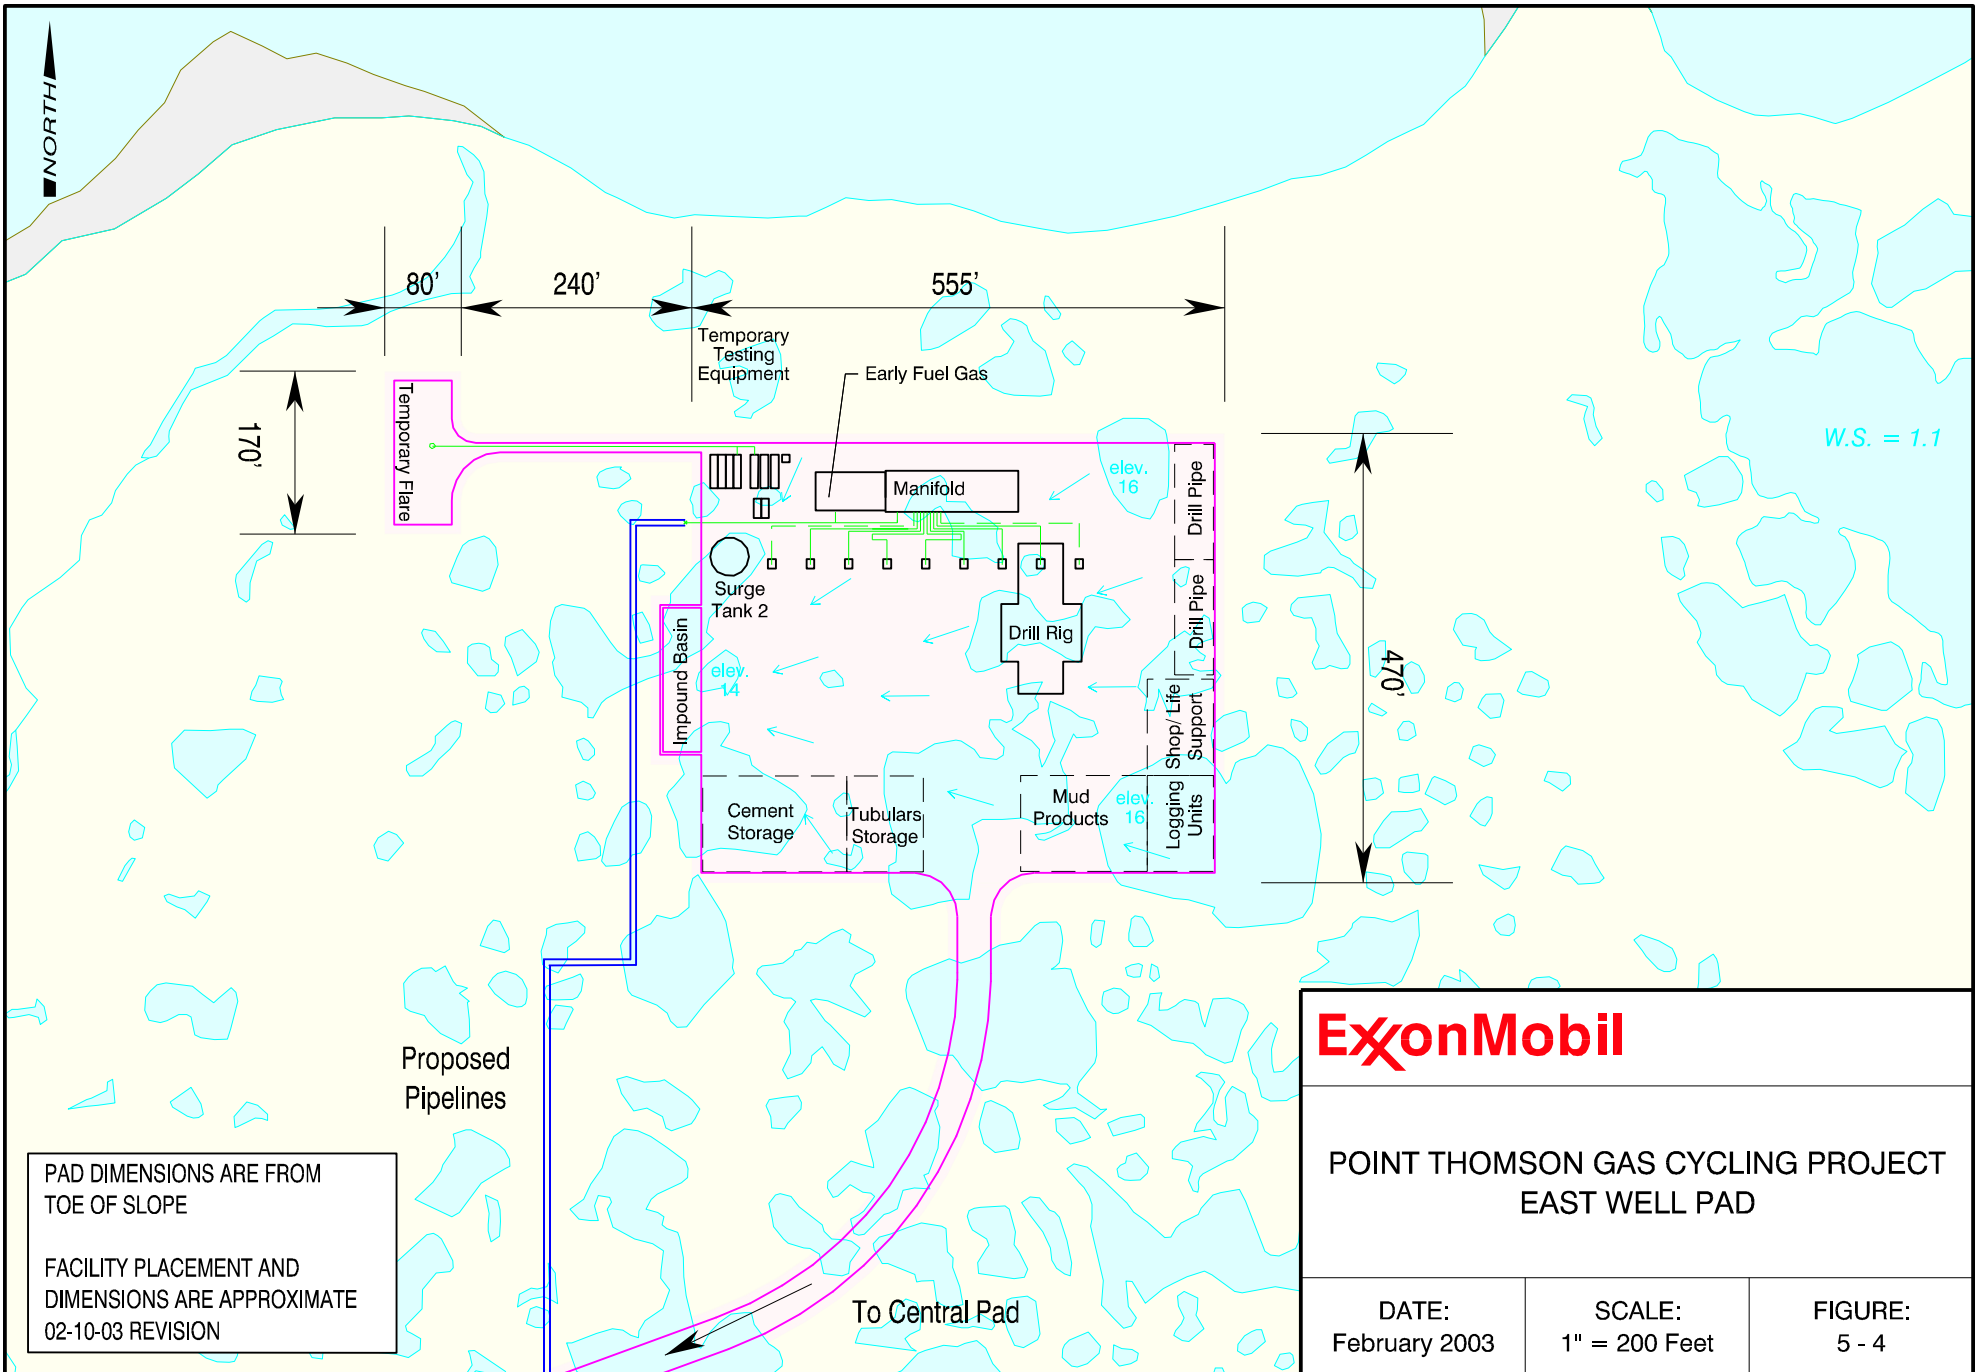 NORTH
80’
240’
555’
Temporary
Testing
Equipment
Early Fuel Gas
170’
Temporary Flare
Manifold
elev.
16
Drill Pipe
W.S. = 1.1
Surge
Tank 2
Drill Pipe
Drill Rig
Impound Basin
elev.
14
470’
Shop/ Life
Support
Cement
Storage
Tubulars
Storage
Mud
Products
elev.
16
Logging
Units
Proposed
Pipelines
To Central Pad
PAD DIMENSIONS ARE FROM
TOE OF SLOPE
FACILITY PLACEMENT AND
DIMENSIONS ARE APPROXIMATE
02-10-03 REVISION
ExxonMobil
POINT THOMSON GAS CYCLING PROJECT
EAST WELL PAD
DATE:
February 2003
SCALE:
1" = 200 Feet
FIGURE:
5 - 4